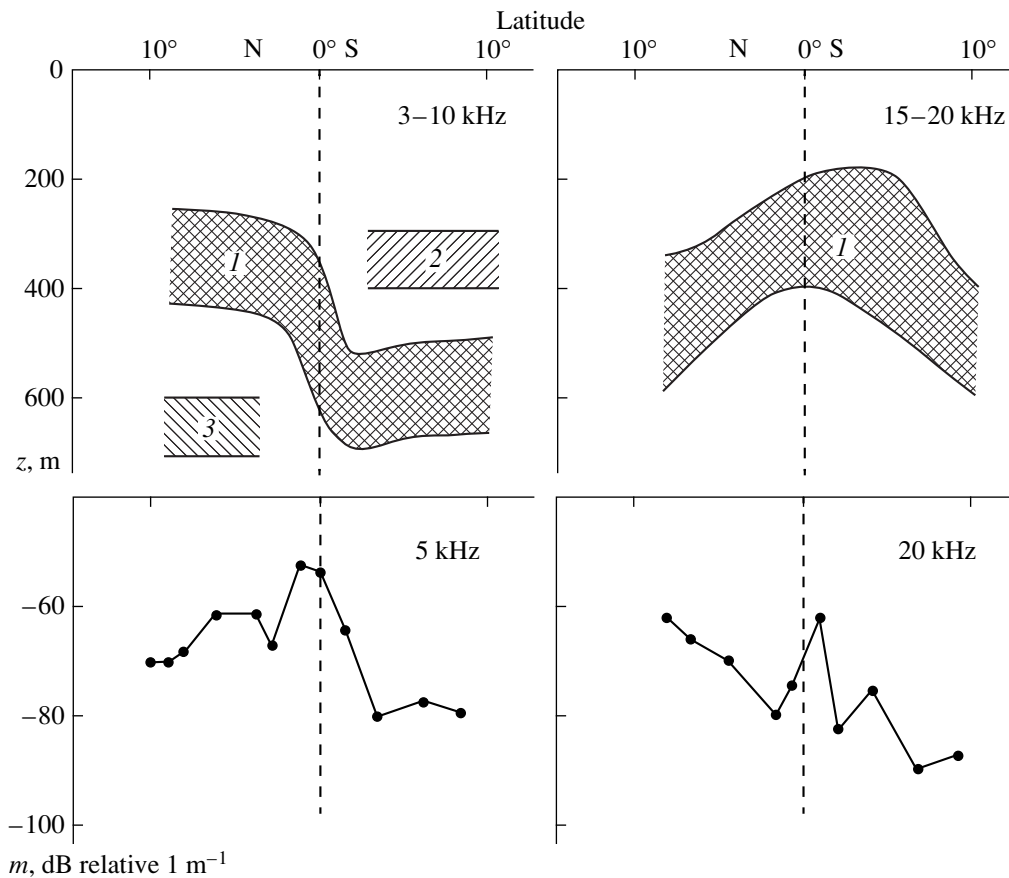 Latitude
10° N 0° S 10°
10° N 0° S 10°
0
3–10 kHz
15–20 kHz
200
1
2
1
400
600
3
z, m
5 kHz
20 kHz
–60
–80
–100
m, dB relative 1 m⁻¹